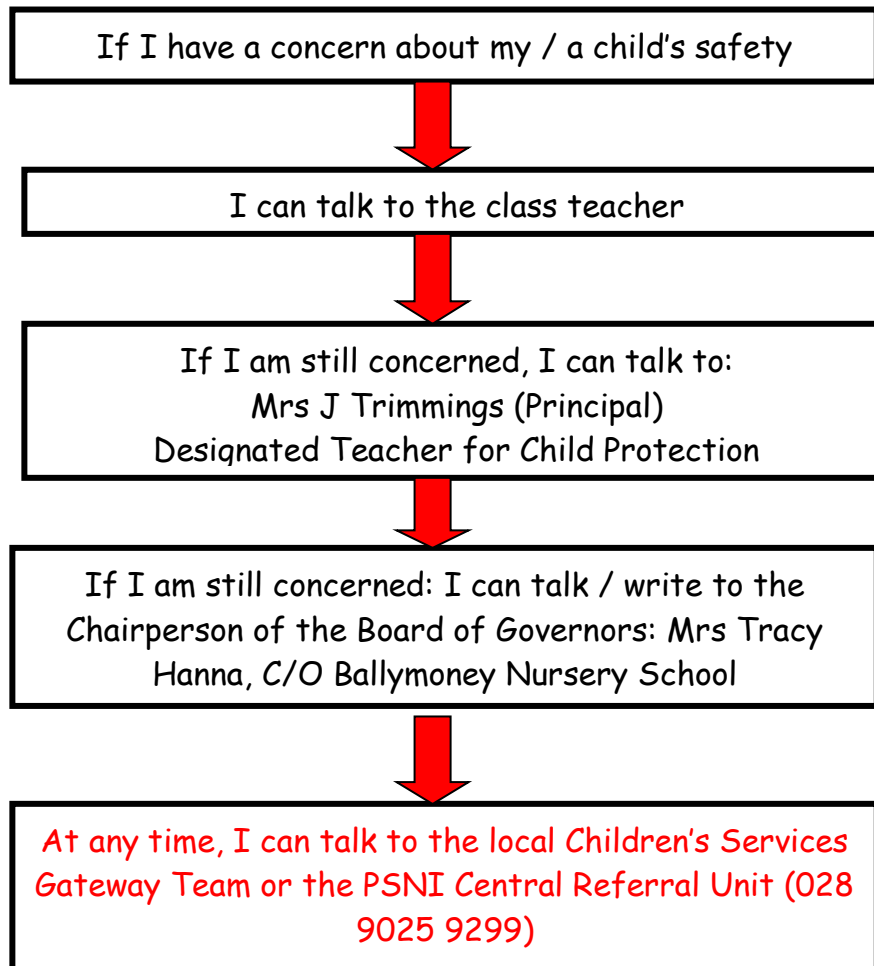 If I have a concern about my / a child's safety
I can talk to the class teacher
If I am still concerned, I can talk to:
Mrs J Trimmings (Principal)
Designated Teacher for Child Protection
If I am still concerned: I can talk / write to the
Chairperson of the Board of Governors: Mrs Tracy
Hanna, C/O Ballymoney Nursery School
At any time, I can talk to the local Children's Services
Gateway Team or the PSNI Central Referral Unit (028
9025 9299)